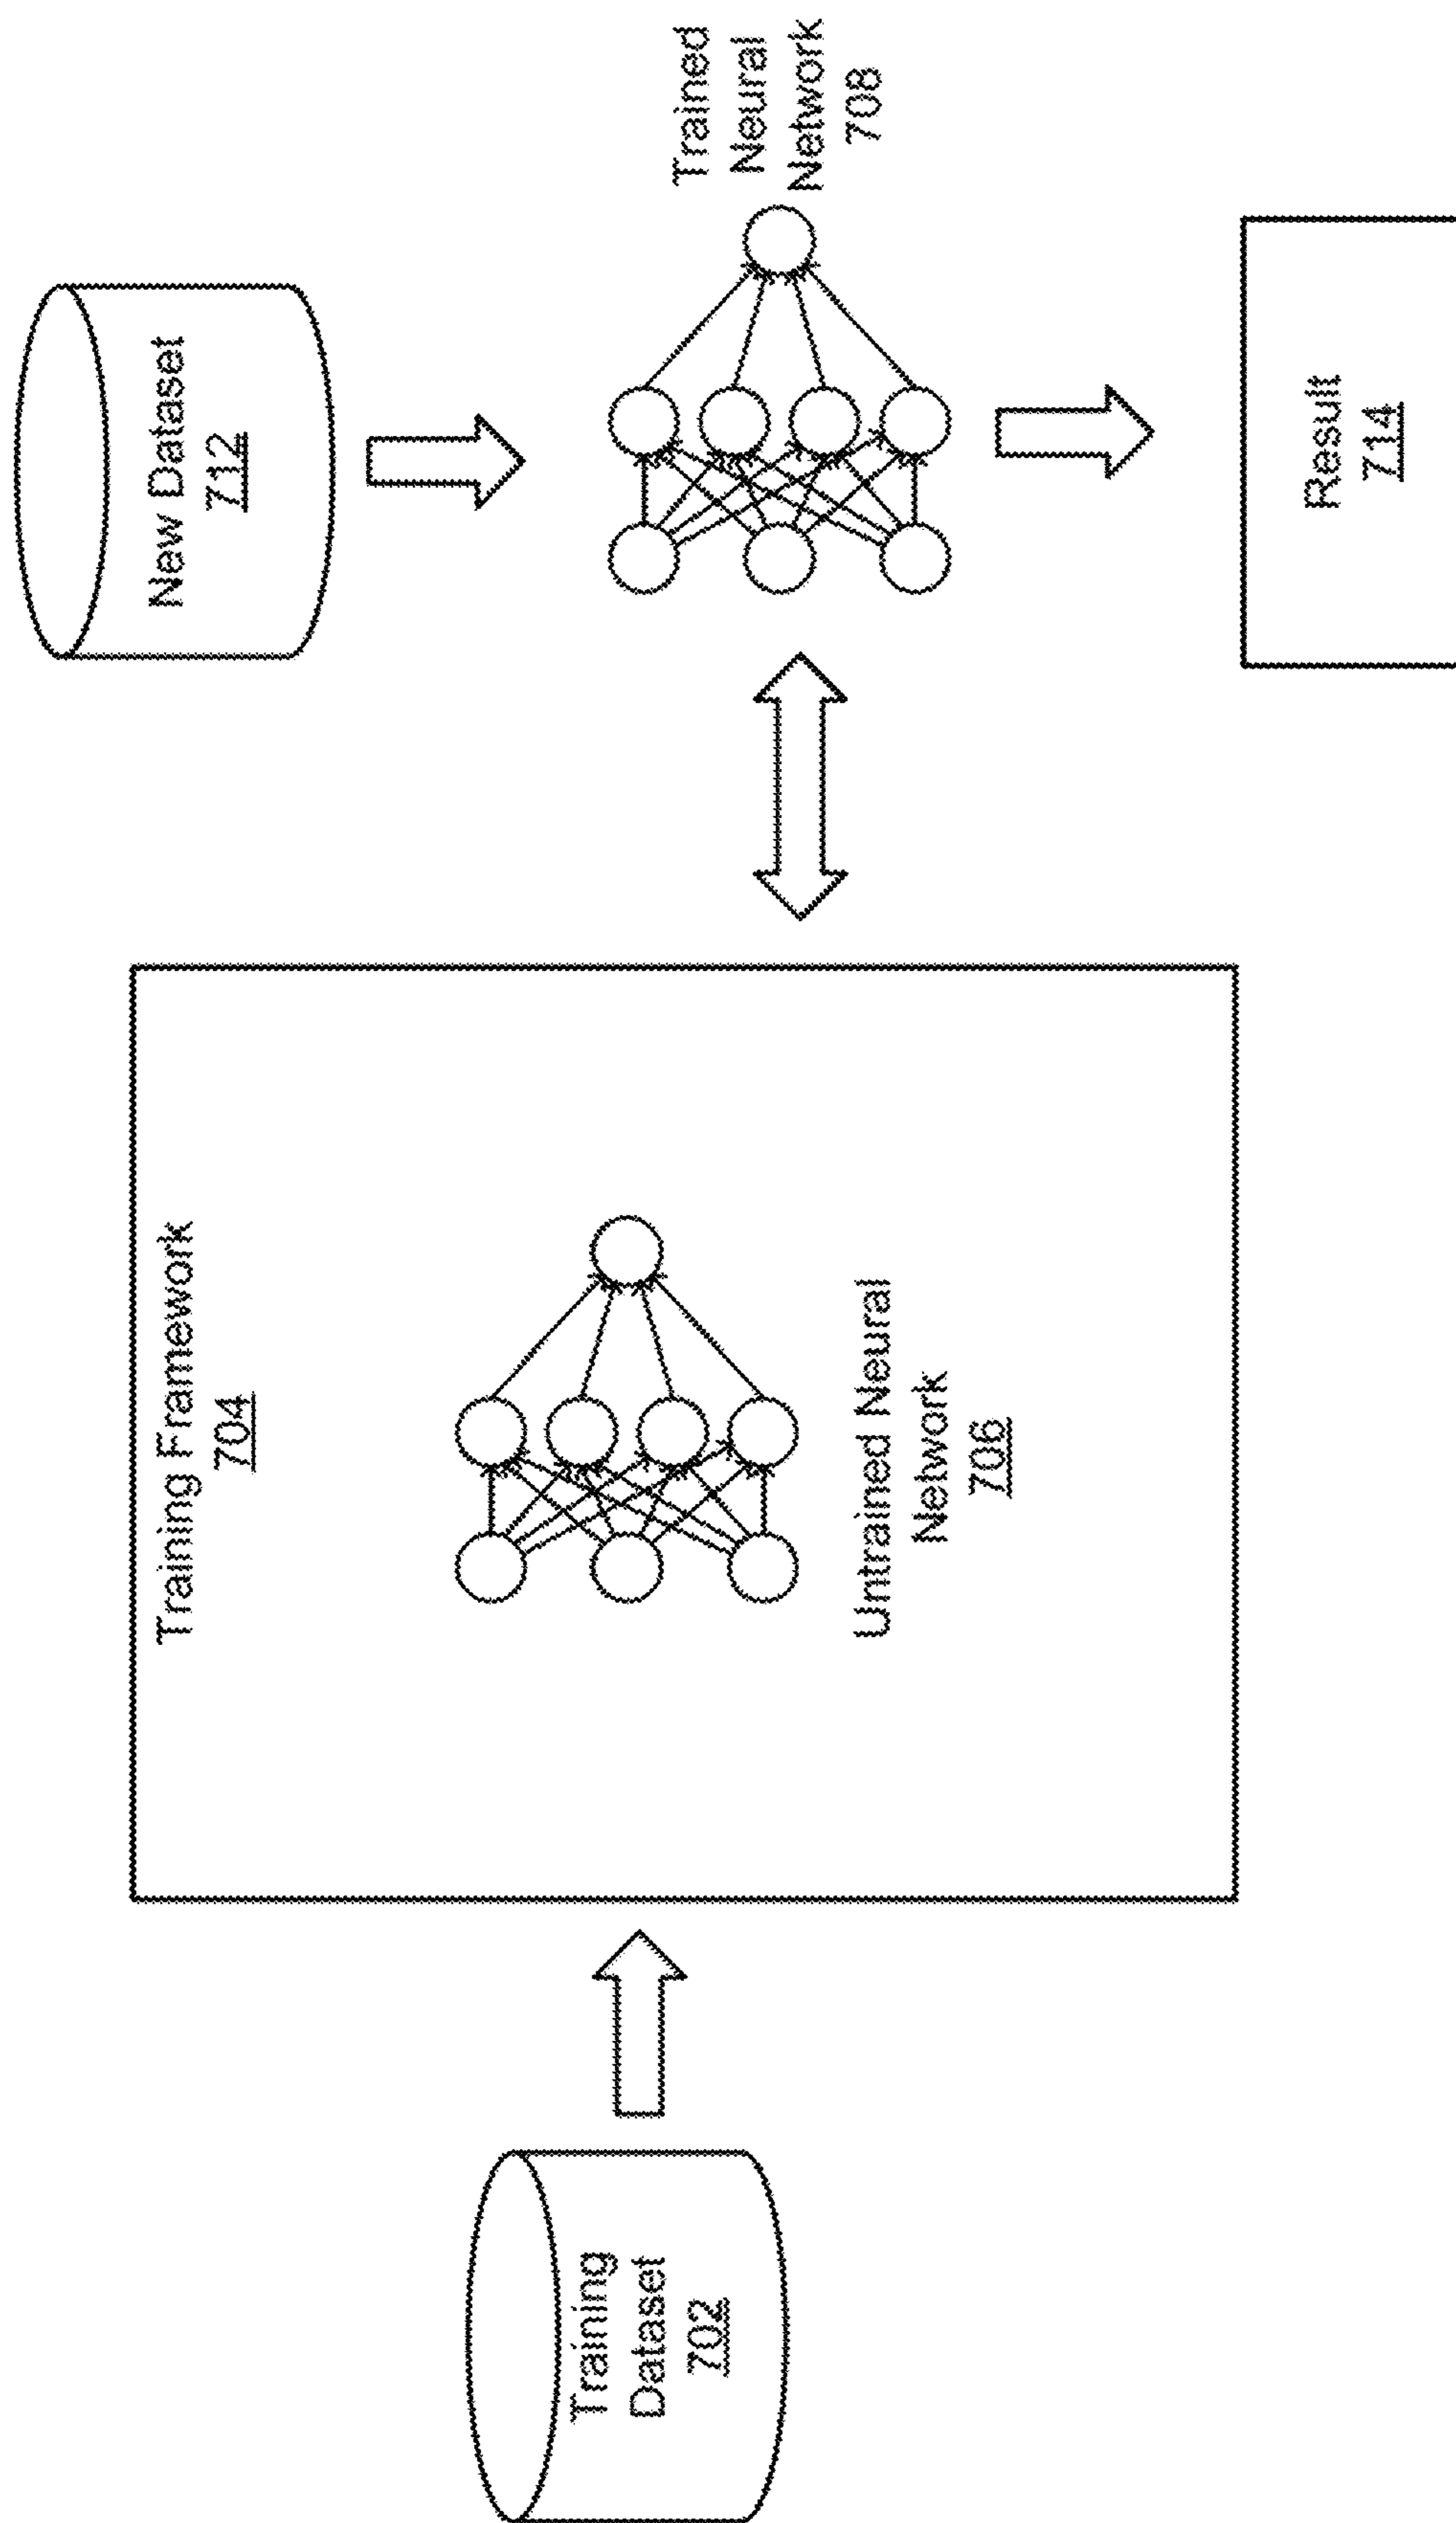 Training
Dataset
702
Training Framework
704
Untrained Neural
Network
706
New Dataset
712
Trained
Neural
Network
708
Result
714